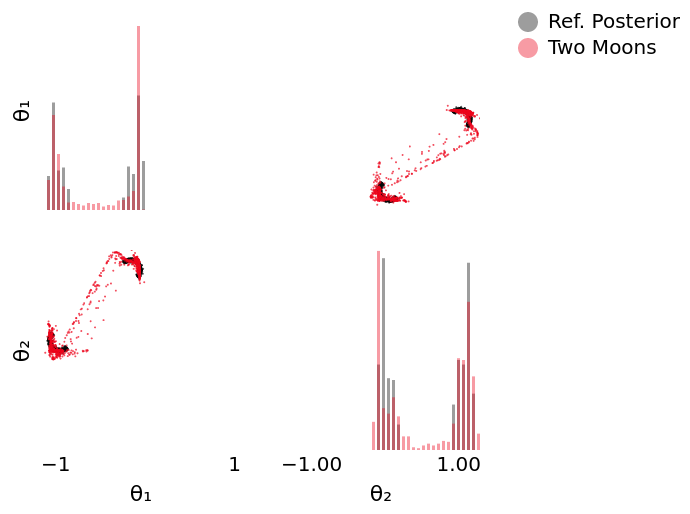 Ref. Posterior
Two Moons
θ₁
θ₂
−1
1
−1.00
1.00
θ₁
θ₂